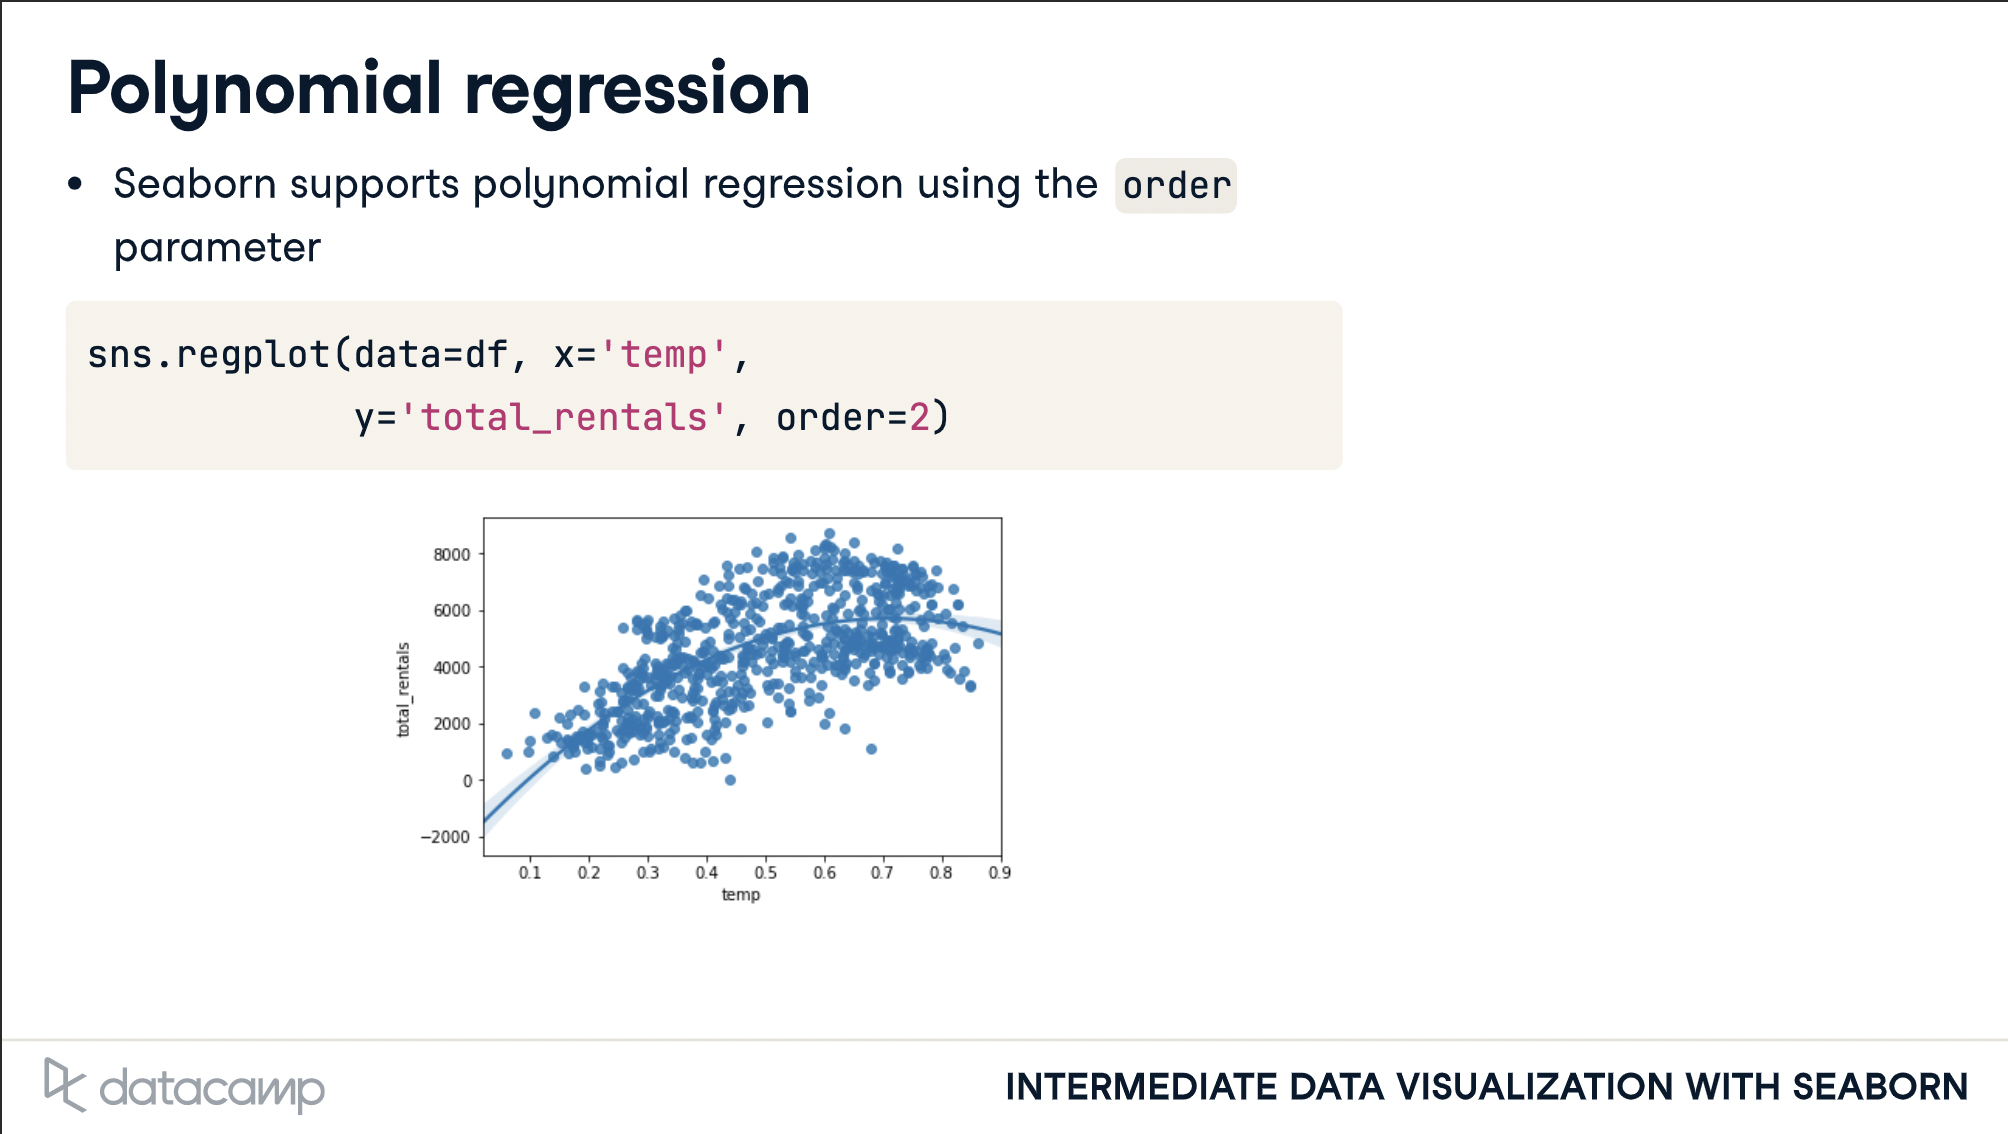 Polynomial regression
• Seaborn supports polynomial regression using the order
parameter
sns.regplot(data=df, x='temp',
            y='total_rentals', order=2)
8000
6000
4000
2000
0
−2000
total_rentals
0.1 0.2 0.3 0.4 0.5 0.6 0.7 0.8 0.9
temp
datacamp
INTERMEDIATE DATA VISUALIZATION WITH SEABORN